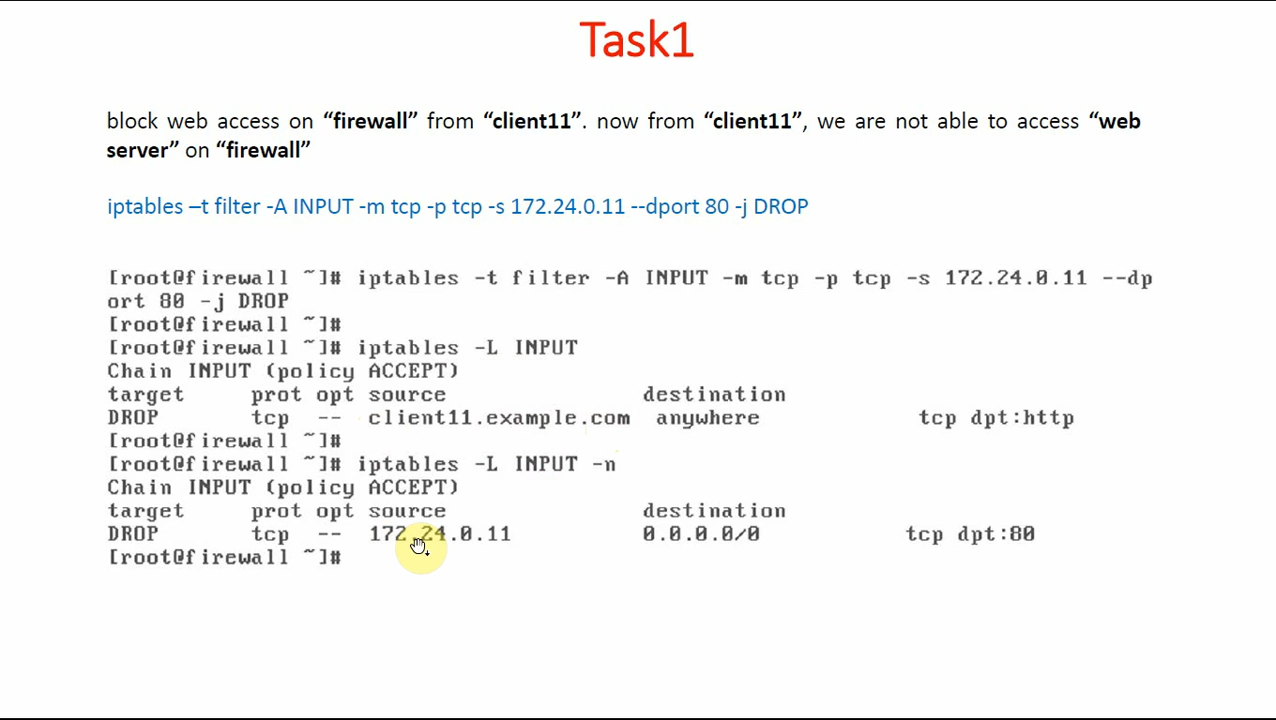 Task1
block web access on “firewall” from “client11”. now from “client11”, we are not able to access “web
server” on “firewall”
iptables –t filter -A INPUT -m tcp -p tcp -s 172.24.0.11 --dport 80 -j DROP
[root@firewall ~]# iptables -t filter -A INPUT -m tcp -p tcp -s 172.24.0.11 --dp
ort 80 -j DROP
[root@firewall ~]#
[root@firewall ~]# iptables -L INPUT
Chain INPUT (policy ACCEPT)
target prot opt source destination
DROP tcp -- client11.example.com anywhere tcp dpt:http
[root@firewall ~]#
[root@firewall ~]# iptables -L INPUT -n
Chain INPUT (policy ACCEPT)
target prot opt source destination
DROP tcp -- 172.24.0.11 0.0.0.0/0 tcp dpt:80
[root@firewall ~]#